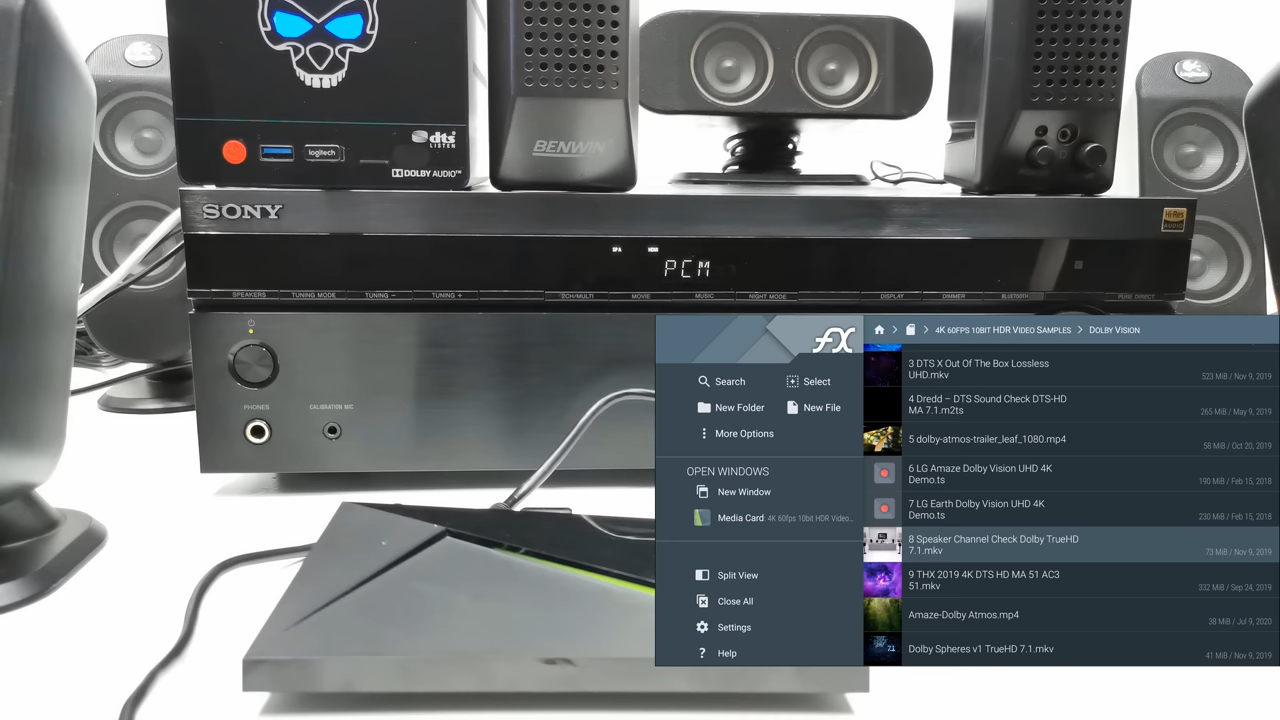 Logitech
Logitech
dts
LISTEN
logitech
DOLBY AUDIO™
BENWIN
SONY
Hi-Res
AUDIO
HDMI
PCM
SPEAKERS
TUNING MODE
TUNING −
TUNING +
2CH/MULTI
MOVIE
MUSIC
NIGHT MODE
DISPLAY
DIMMER
BLUETOOTH
PURE DIRECT
PHONES
CALIBRATION MIC
FX
Search
Select
New Folder
New File
More Options
OPEN WINDOWS
New Window
Media Card: 4K 60fps 10bit HDR Video...
Split View
Close All
Settings
Help
4K 60FPS 10BIT HDR VIDEO SAMPLES > DOLBY VISION
3 DTS X Out Of The Box Lossless
UHD.mkv
523 MiB / Nov 9, 2019
4 Dredd – DTS Sound Check DTS-HD
MA 7.1.m2ts
265 MiB / May 9, 2019
5 dolby-atmos-trailer_leaf_1080.mp4
58 MiB / Oct 20, 2019
6 LG Amaze Dolby Vision UHD 4K
Demo.ts
190 MiB / Feb 15, 2018
7 LG Earth Dolby Vision UHD 4K
Demo.ts
230 MiB / Feb 15, 2018
8 Speaker Channel Check Dolby TrueHD
7.1.mkv
73 MiB / Nov 9, 2019
9 THX 2019 4K DTS HD MA 51 AC3
51.mkv
332 MiB / Sep 24, 2019
Amaze-Dolby Atmos.mp4
38 MiB / Jul 9, 2020
7.1
Dolby Spheres v1 TrueHD 7.1.mkv
41 MiB / Nov 9, 2019